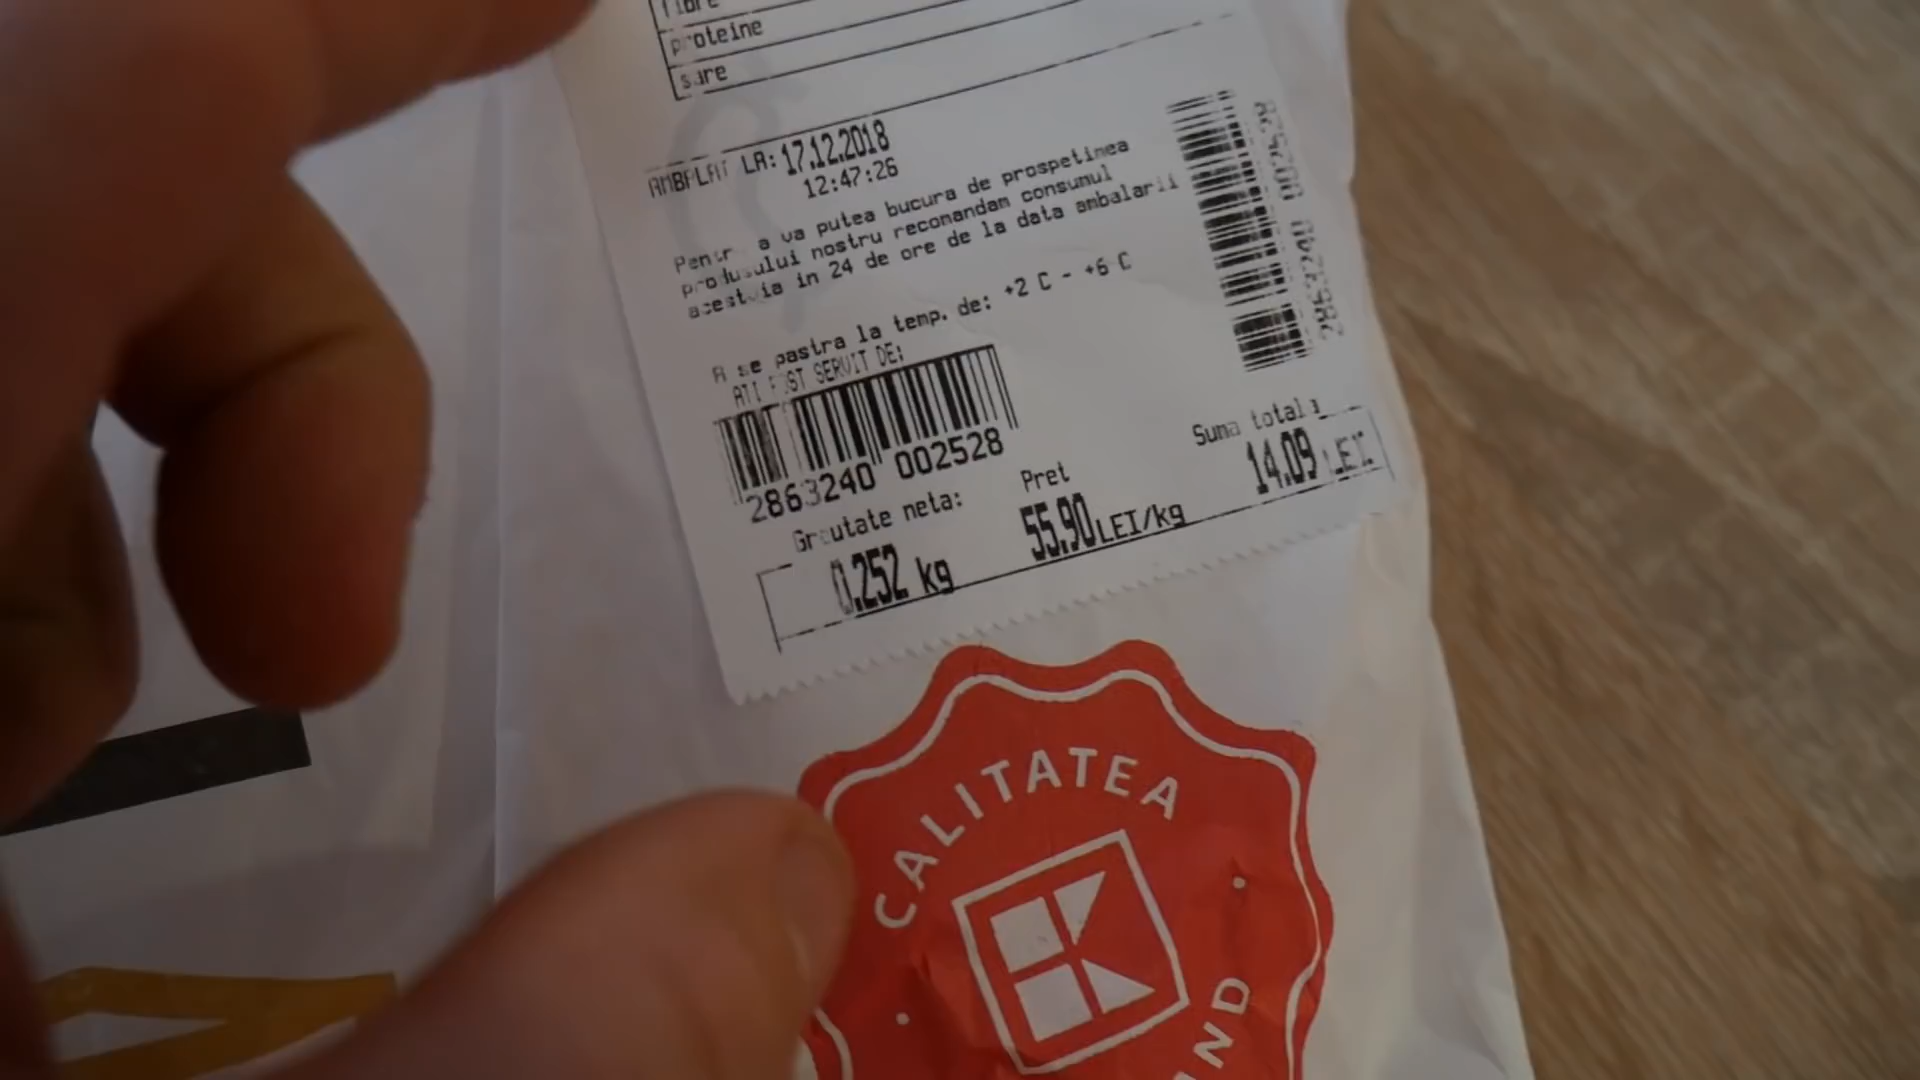 proteine
sare
AMBALAT LA: 17.12.2018
12:47:26
a va putea bucura de prospetimea
produsului nostru recomandam consumul
acestuia in 24 de ore de la data ambalarii
A se pastra la temp. de: +2 C - +6 C
ATI FOST SERVIT DE:
2863240 002528
2863240 002528
Greutate neta:
0.252 kg
Pret
55.90 LEI/kg
Suma totala
14.09 LEI
CALITATEA
K